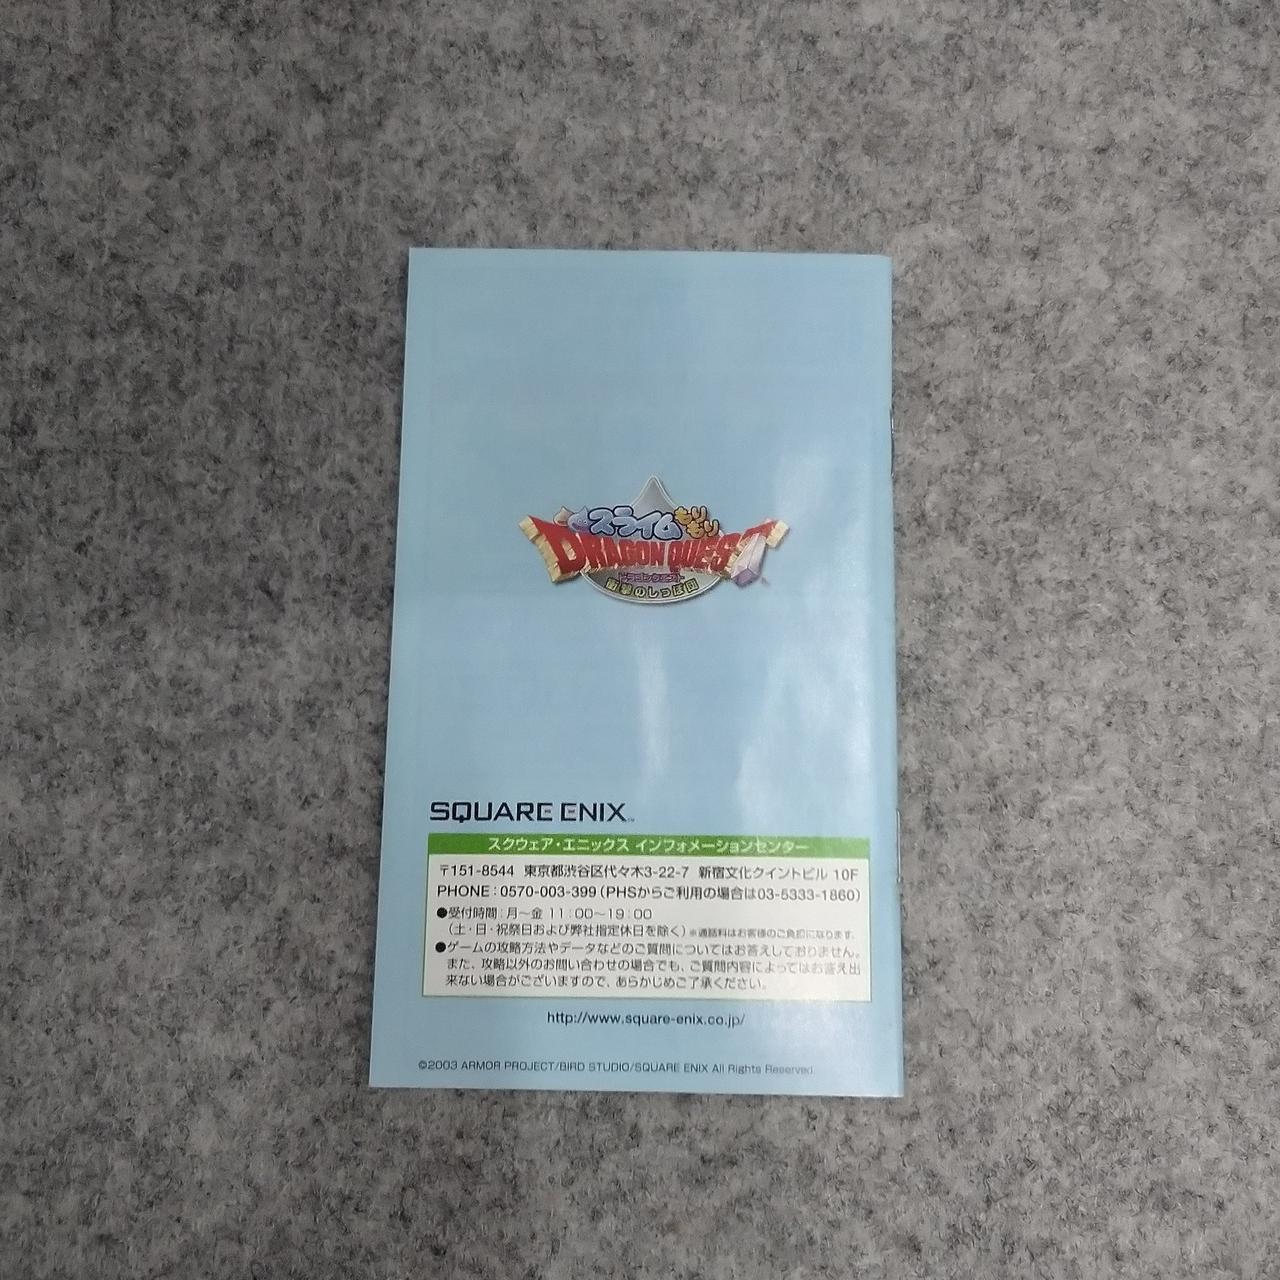 スライムもりもり
DRAGON QUEST
ドラゴンクエスト
衝撃のしっぽ団
SQUARE ENIX™
スクウェア・エニックス インフォメーションセンター
〒151-8544 東京都渋谷区代々木3-22-7 新宿文化クイントビル 10F
PHONE：0570-003-399（PHSからご利用の場合は03-5333-1860）
●受付時間：月～金 11：00～19：00
（土・日・祝祭日および弊社指定休日を除く）※通話料はお客様のご負担になります。
●ゲームの攻略方法やデータなどのご質問についてはお答えしておりません。
また、攻略以外のお問い合わせの場合でも、ご質問内容によってはお答え出
来ない場合がございますので、あらかじめご了承ください。
http://www.square-enix.co.jp/
©2003 ARMOR PROJECT/BIRD STUDIO/SQUARE ENIX All Rights Reserved.